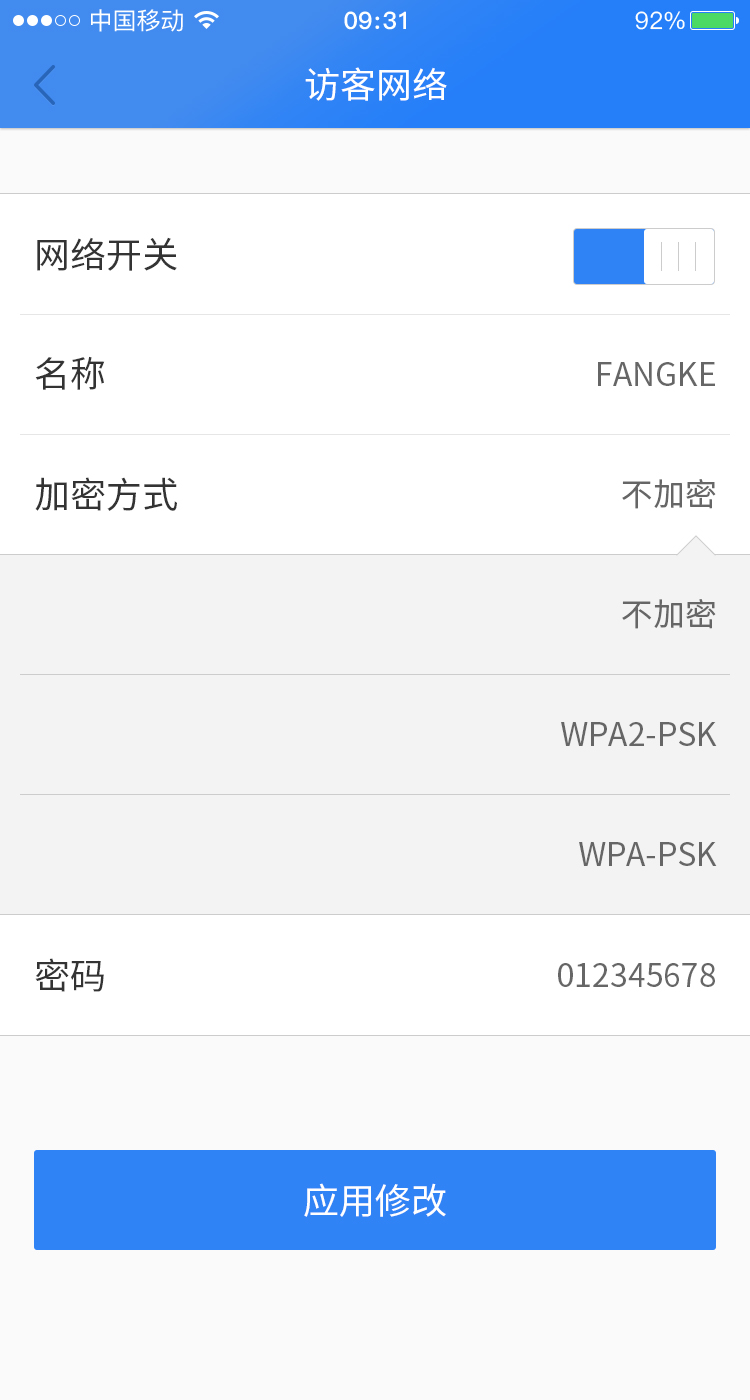 中国移动 09:31 92%
访客网络
网络开关
名称 FANGKE
加密方式 不加密
不加密
WPA2-PSK
WPA-PSK
密码 012345678
应用修改